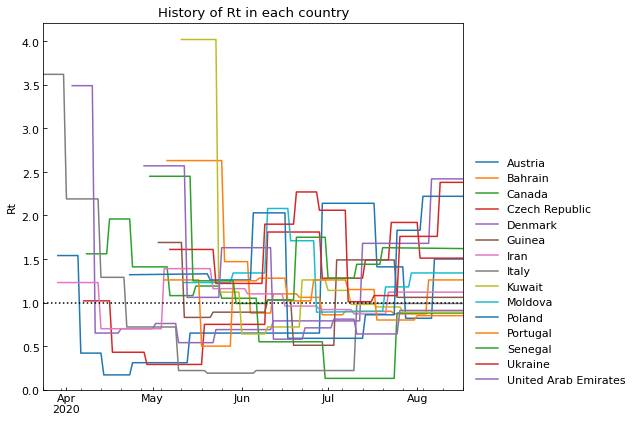 History of Rt in each country
Rt
4.0
3.5
3.0
2.5
2.0
1.5
1.0
0.5
0.0
Apr
2020
May
Jun
Jul
Aug
Austria
Bahrain
Canada
Czech Republic
Denmark
Guinea
Iran
Italy
Kuwait
Moldova
Poland
Portugal
Senegal
Ukraine
United Arab Emirates